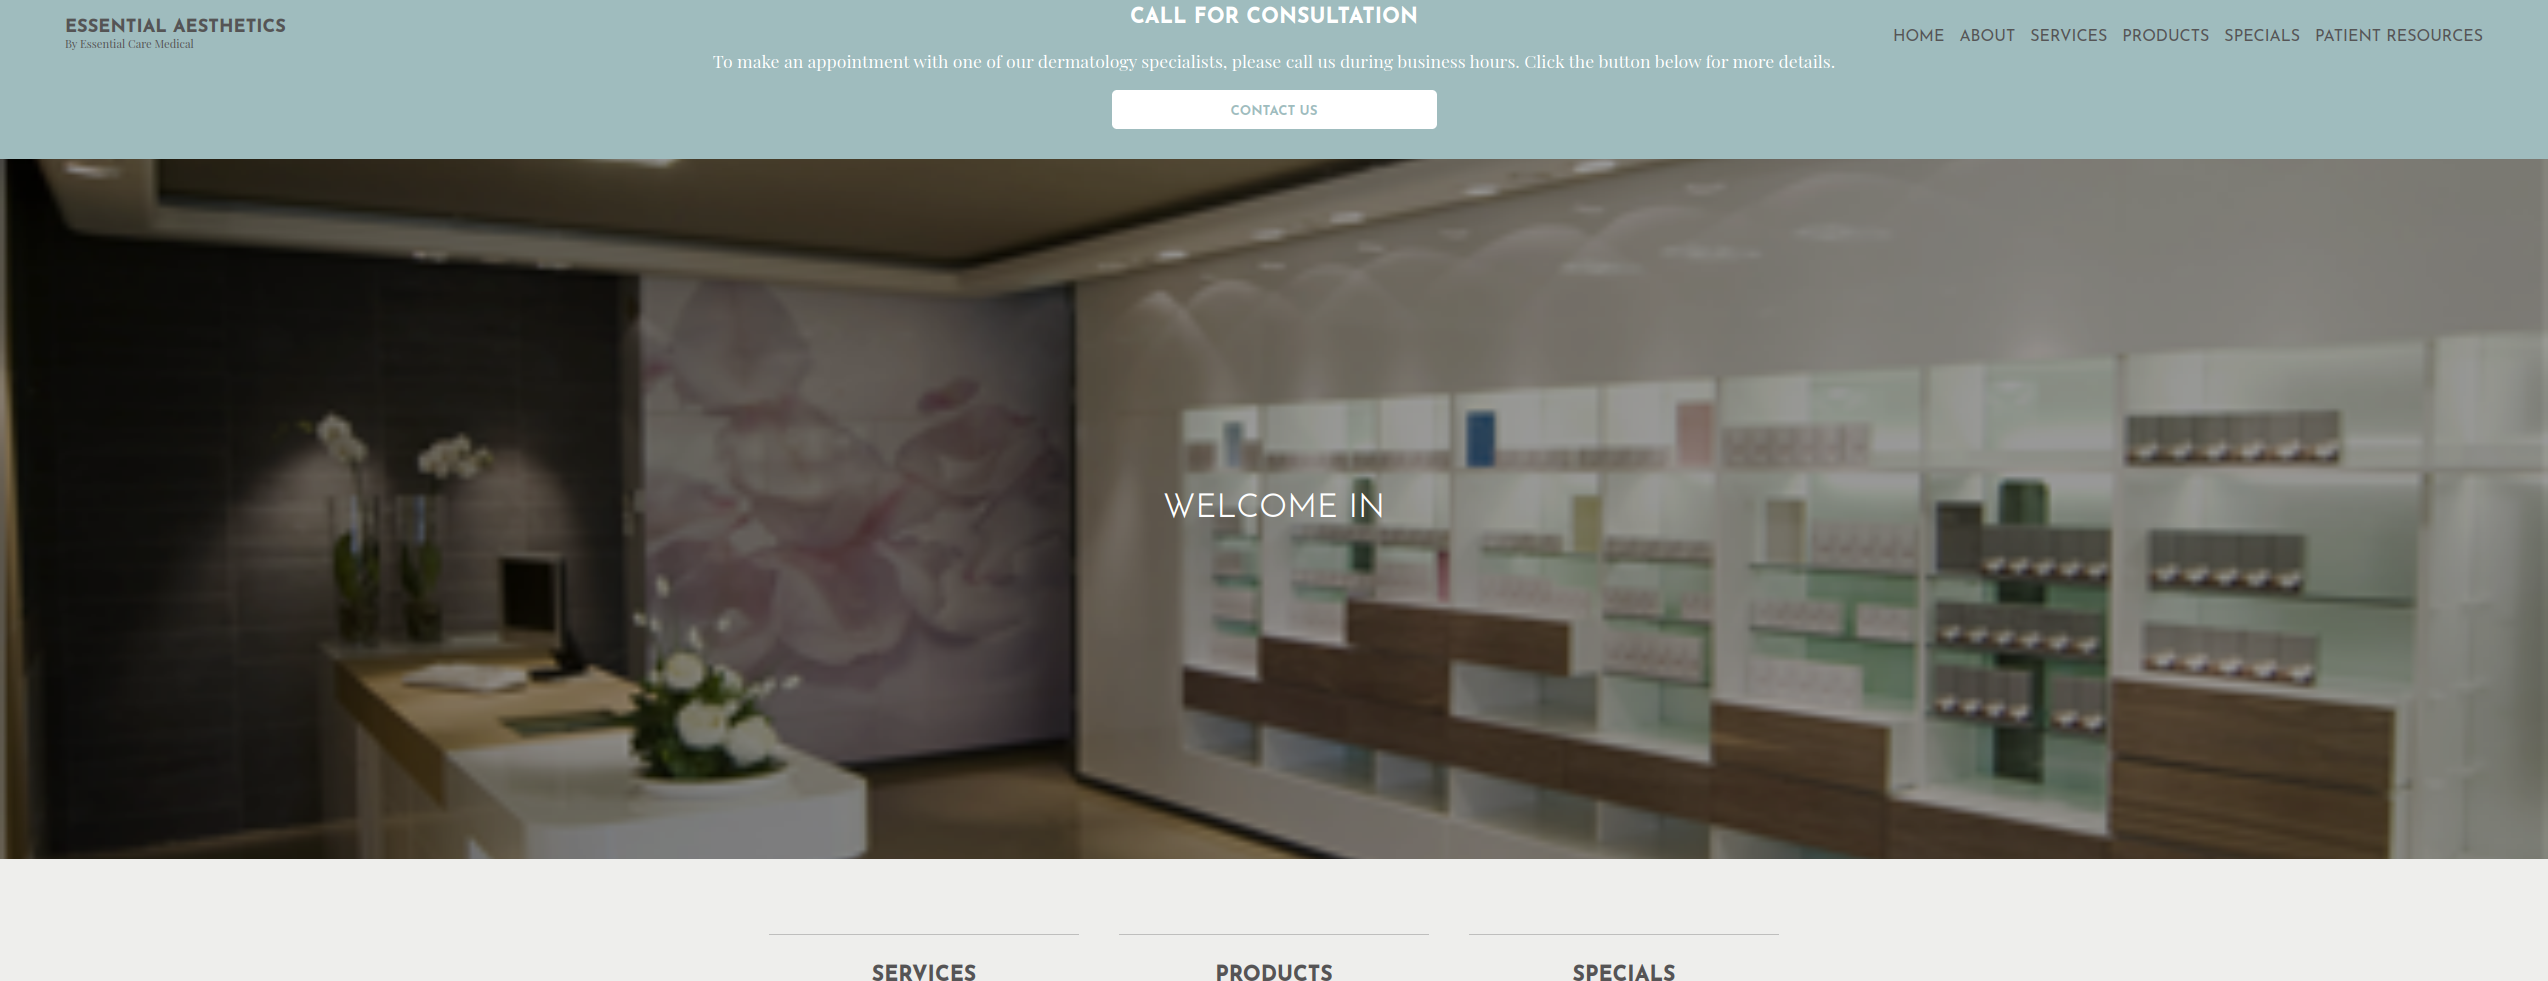 ESSENTIAL AESTHETICS
By Essential Care Medical
CALL FOR CONSULTATION
HOME ABOUT SERVICES PRODUCTS SPECIALS PATIENT RESOURCES
To make an appointment with one of our dermatology specialists, please call us during business hours. Click the button below for more details.
CONTACT US
WELCOME IN
SERVICES
PRODUCTS
SPECIALS